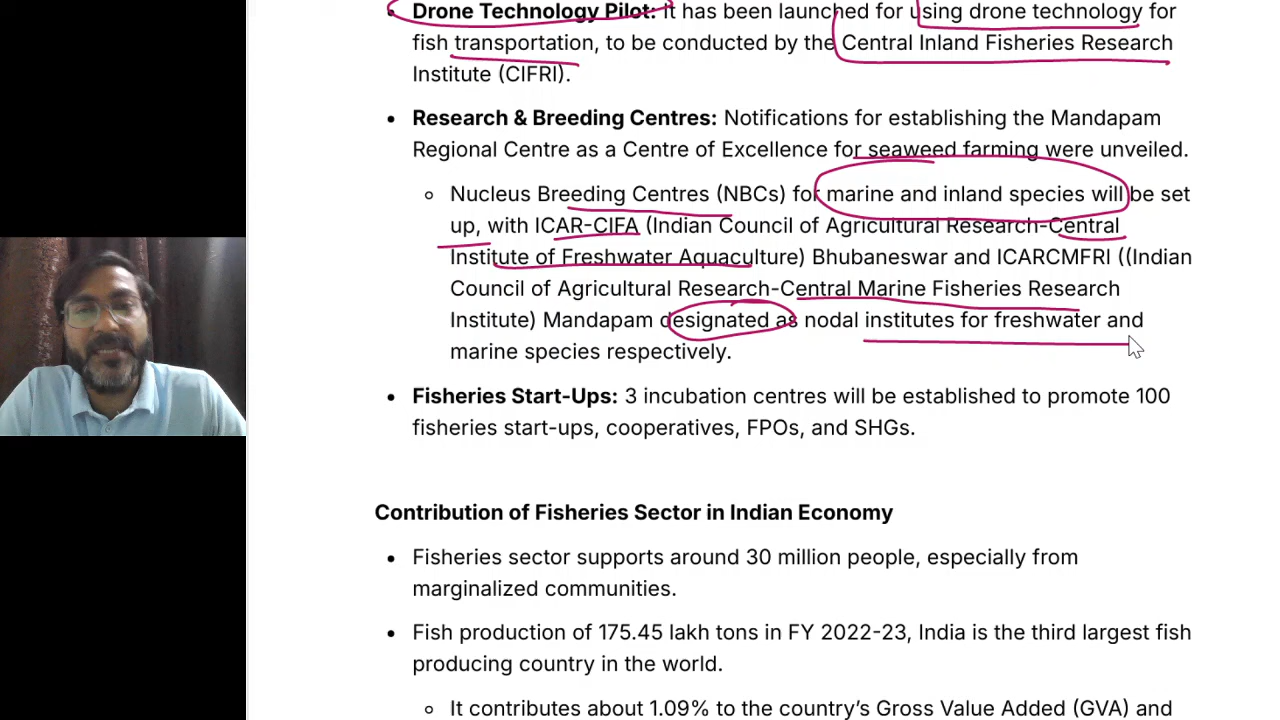 Drone Technology Pilot: It has been launched for using drone technology for
fish transportation, to be conducted by the Central Inland Fisheries Research
Institute (CIFRI).
Research & Breeding Centres: Notifications for establishing the Mandapam
Regional Centre as a Centre of Excellence for seaweed farming were unveiled.
Nucleus Breeding Centres (NBCs) for marine and inland species will be set
up, with ICAR-CIFA (Indian Council of Agricultural Research-Central
Institute of Freshwater Aquaculture) Bhubaneswar and ICARCMFRI ((Indian
Council of Agricultural Research-Central Marine Fisheries Research
Institute) Mandapam designated as nodal institutes for freshwater and
marine species respectively.
Fisheries Start-Ups: 3 incubation centres will be established to promote 100
fisheries start-ups, cooperatives, FPOs, and SHGs.
Contribution of Fisheries Sector in Indian Economy
Fisheries sector supports around 30 million people, especially from
marginalized communities.
Fish production of 175.45 lakh tons in FY 2022-23, India is the third largest fish
producing country in the world.
It contributes about 1.09% to the country’s Gross Value Added (GVA) and